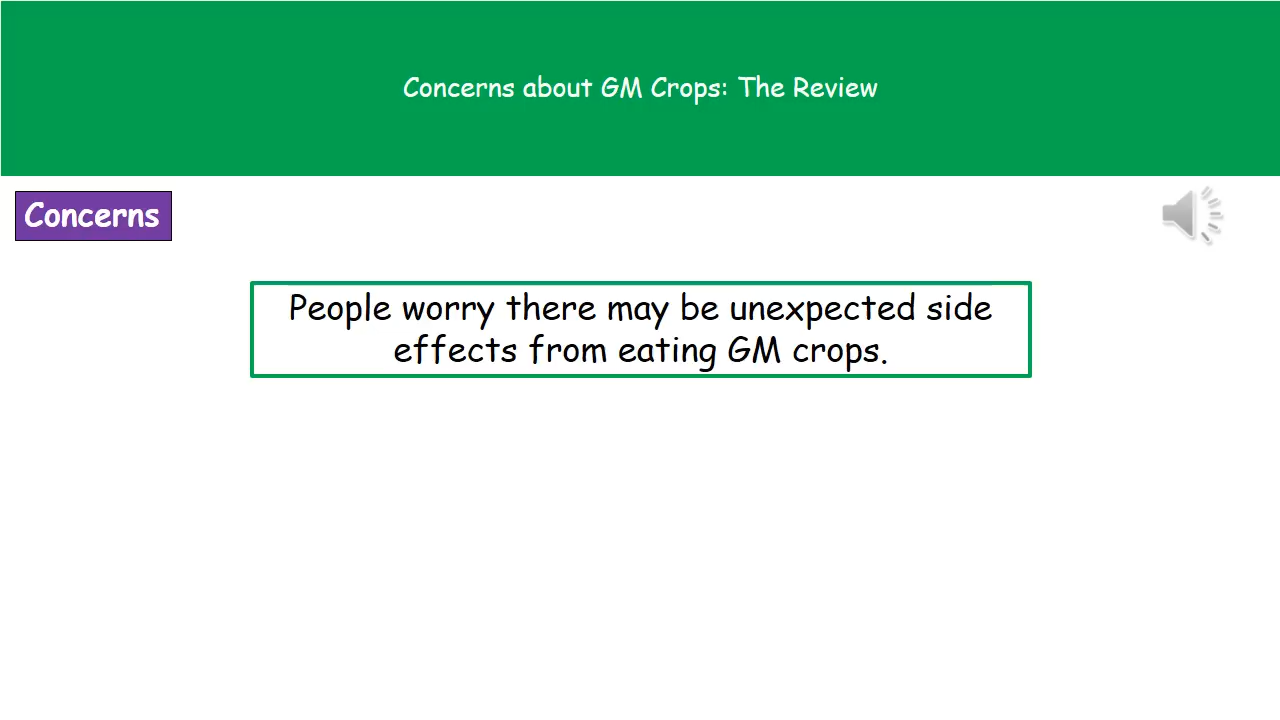 Concerns about GM Crops: The Review
Concerns
People worry there may be unexpected side
effects from eating GM crops.